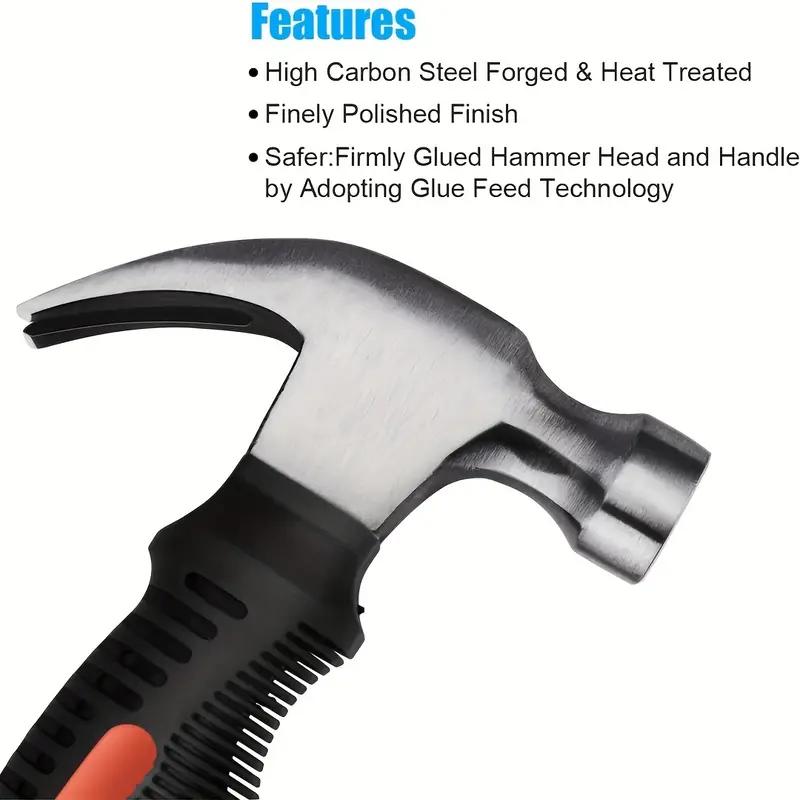 Features
• High Carbon Steel Forged & Heat Treated
• Finely Polished Finish
• Safer:Firmly Glued Hammer Head and Handle
by Adopting Glue Feed Technology